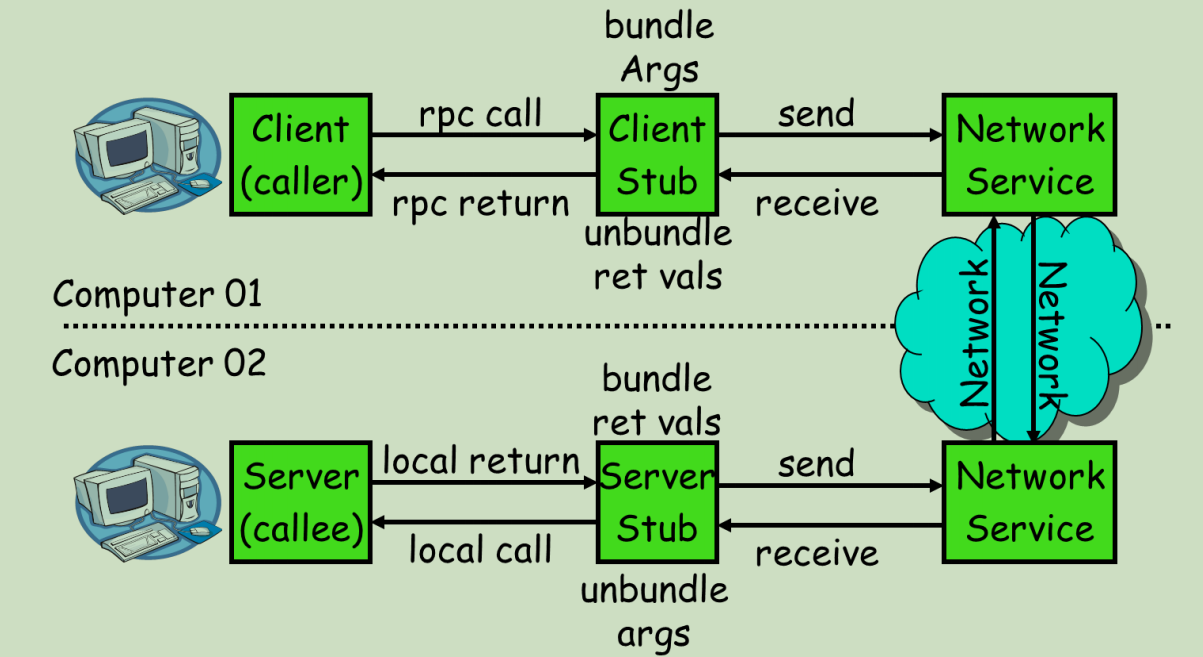 bundle
Args
Client
(caller)
rpc call
rpc return
Client
Stub
send
receive
Network
Service
unbundle
ret vals
Network
Network
Computer 01
Computer 02
bundle
ret vals
Server
(callee)
local return
local call
Server
Stub
send
receive
Network
Service
unbundle
args